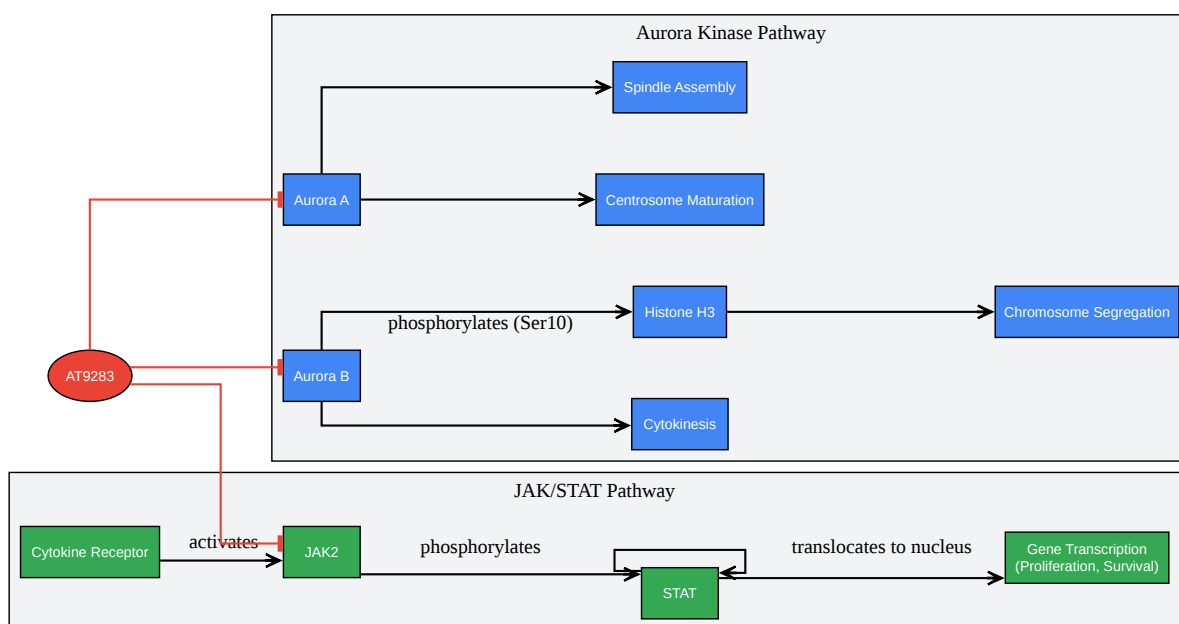 Aurora Kinase Pathway
Spindle Assembly
Aurora A
Centrosome Maturation
Histone H3
Chromosome Segregation
phosphorylates (Ser10)
AT9283
Aurora B
Cytokinesis
JAK/STAT Pathway
Cytokine Receptor
activates
JAK2
phosphorylates
STAT
translocates to nucleus
Gene Transcription
(Proliferation, Survival)